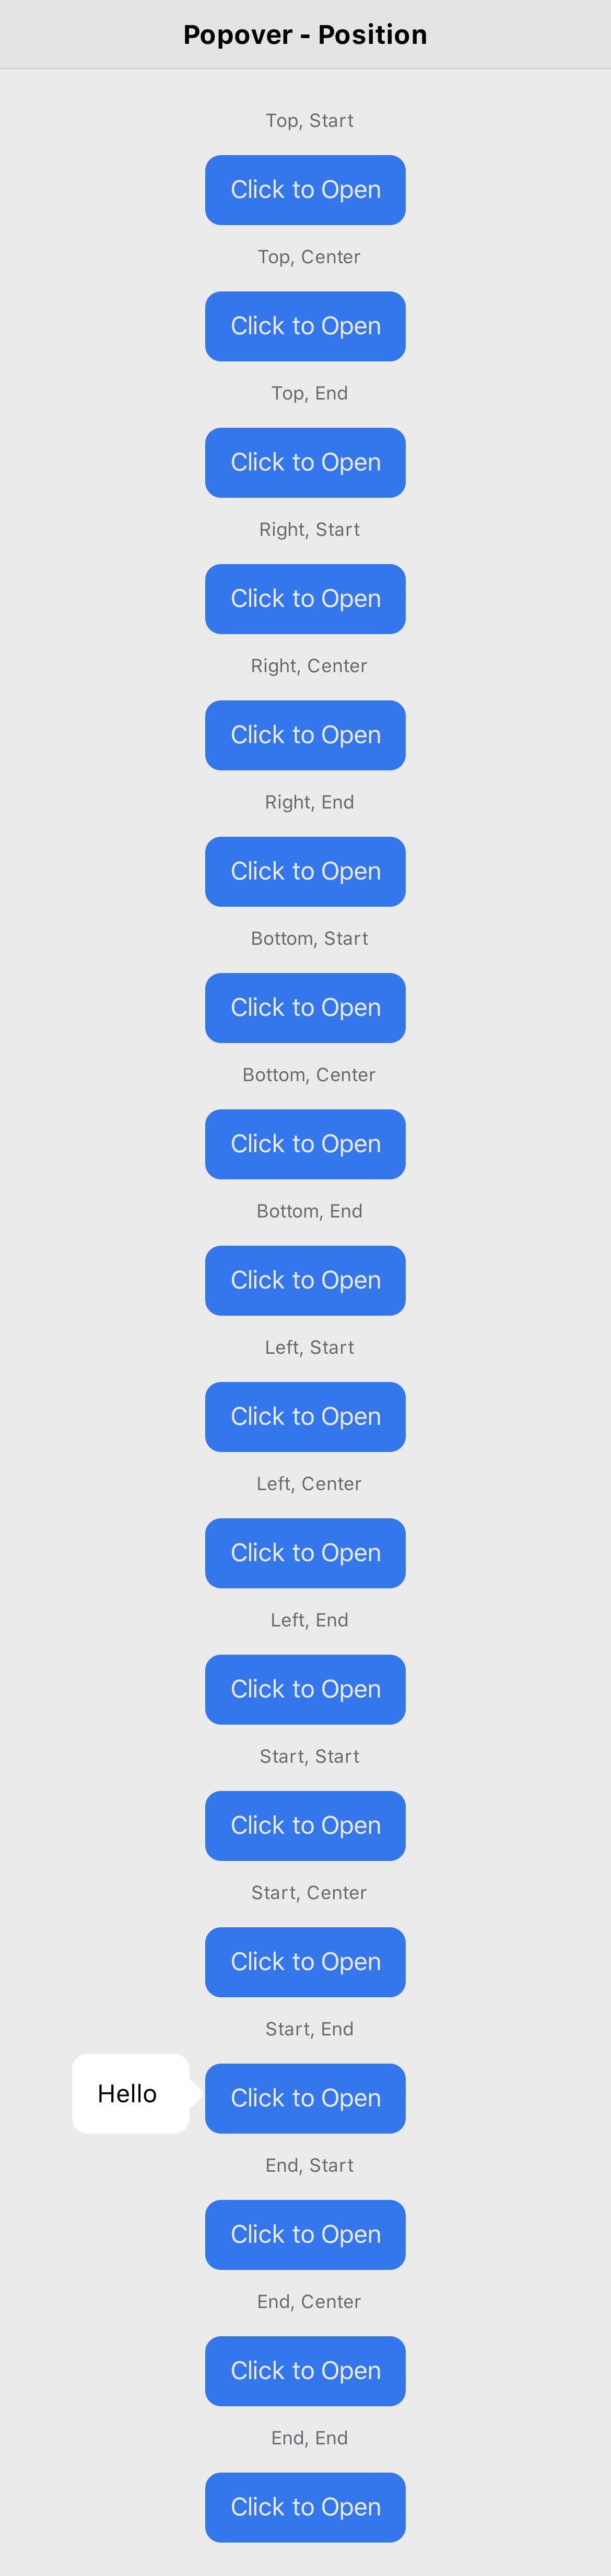 Popover - Position
Top, Start
Click to Open
Top, Center
Click to Open
Top, End
Click to Open
Right, Start
Click to Open
Right, Center
Click to Open
Right, End
Click to Open
Bottom, Start
Click to Open
Bottom, Center
Click to Open
Bottom, End
Click to Open
Left, Start
Click to Open
Left, Center
Click to Open
Left, End
Click to Open
Start, Start
Click to Open
Start, Center
Click to Open
Start, End
Hello
Click to Open
End, Start
Click to Open
End, Center
Click to Open
End, End
Click to Open